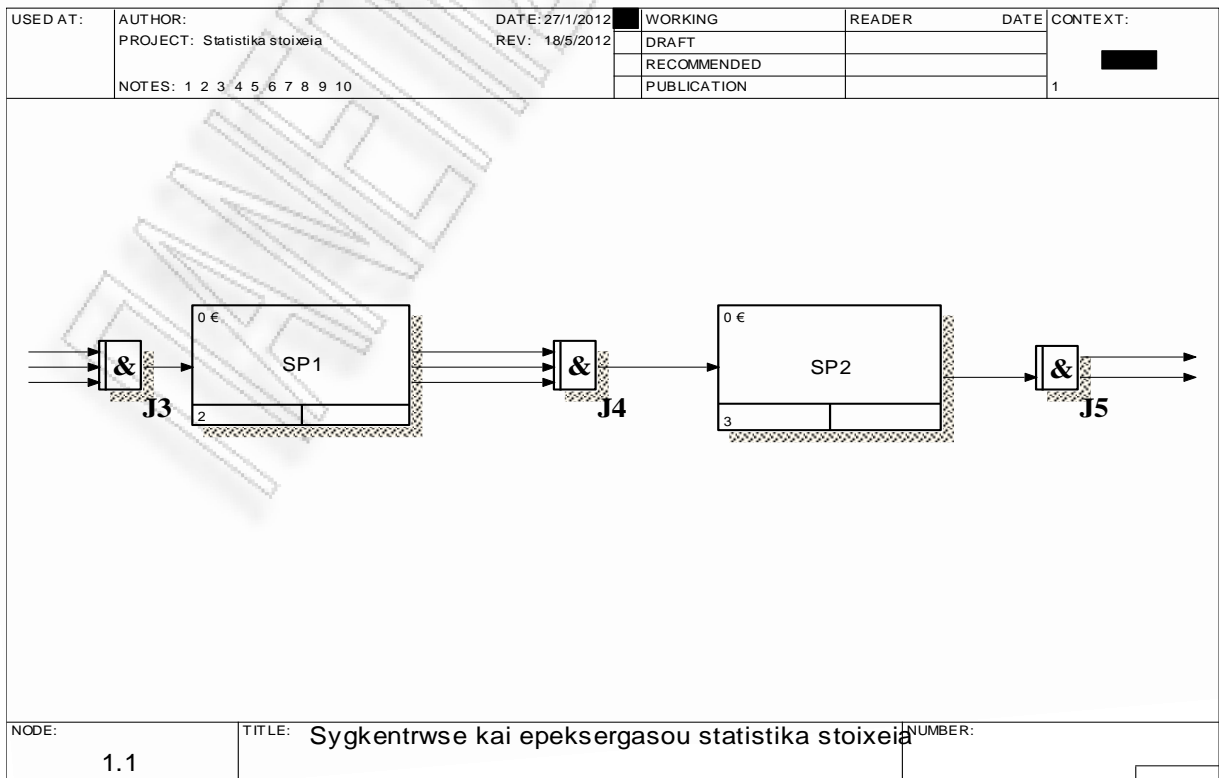 USED AT:
AUTHOR:
DATE: 27/1/2012
PROJECT: Statistika stoixeia
REV: 18/5/2012
NOTES: 1 2 3 4 5 6 7 8 9 10
WORKING
DRAFT
RECOMMENDED
PUBLICATION
READER
DATE
CONTEXT:
1
0 €
SP1
2
0 €
SP2
3
&
J3
&
J4
&
J5
NODE:
1.1
TITLE:
Sygkentrwse kai epeksergasou statistika stoixeia
NUMBER: